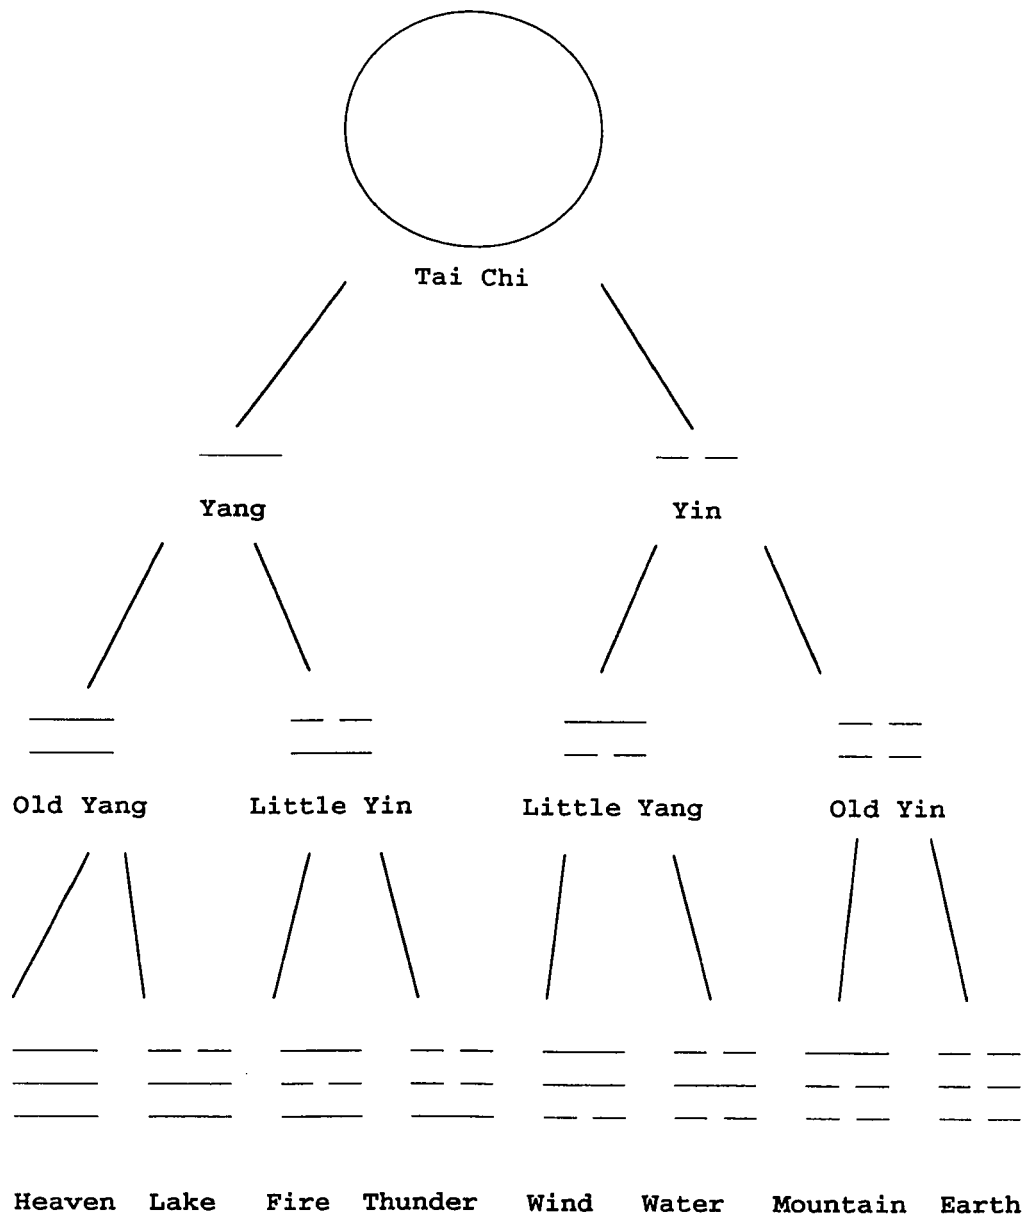 Tai Chi
Yang Yin
Old Yang Little Yin Little Yang Old Yin
Heaven Lake Fire Thunder Wind Water Mountain Earth